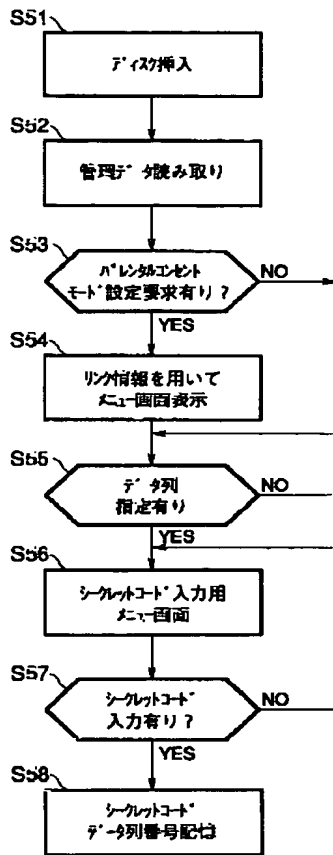 S51
ディスク挿入
S52
管理データ読み取り
S53
パレンタルコンセント
モード設定要求有り？
NO
YES
S54
リンク情報を用いて
メニュー画面表示
S55
データ列
指定有り
NO
YES
S56
シークレットコード入力用
メニュー画面
S57
シークレットコード
入力有り？
NO
YES
S58
シークレットコード
データ列番号記憶